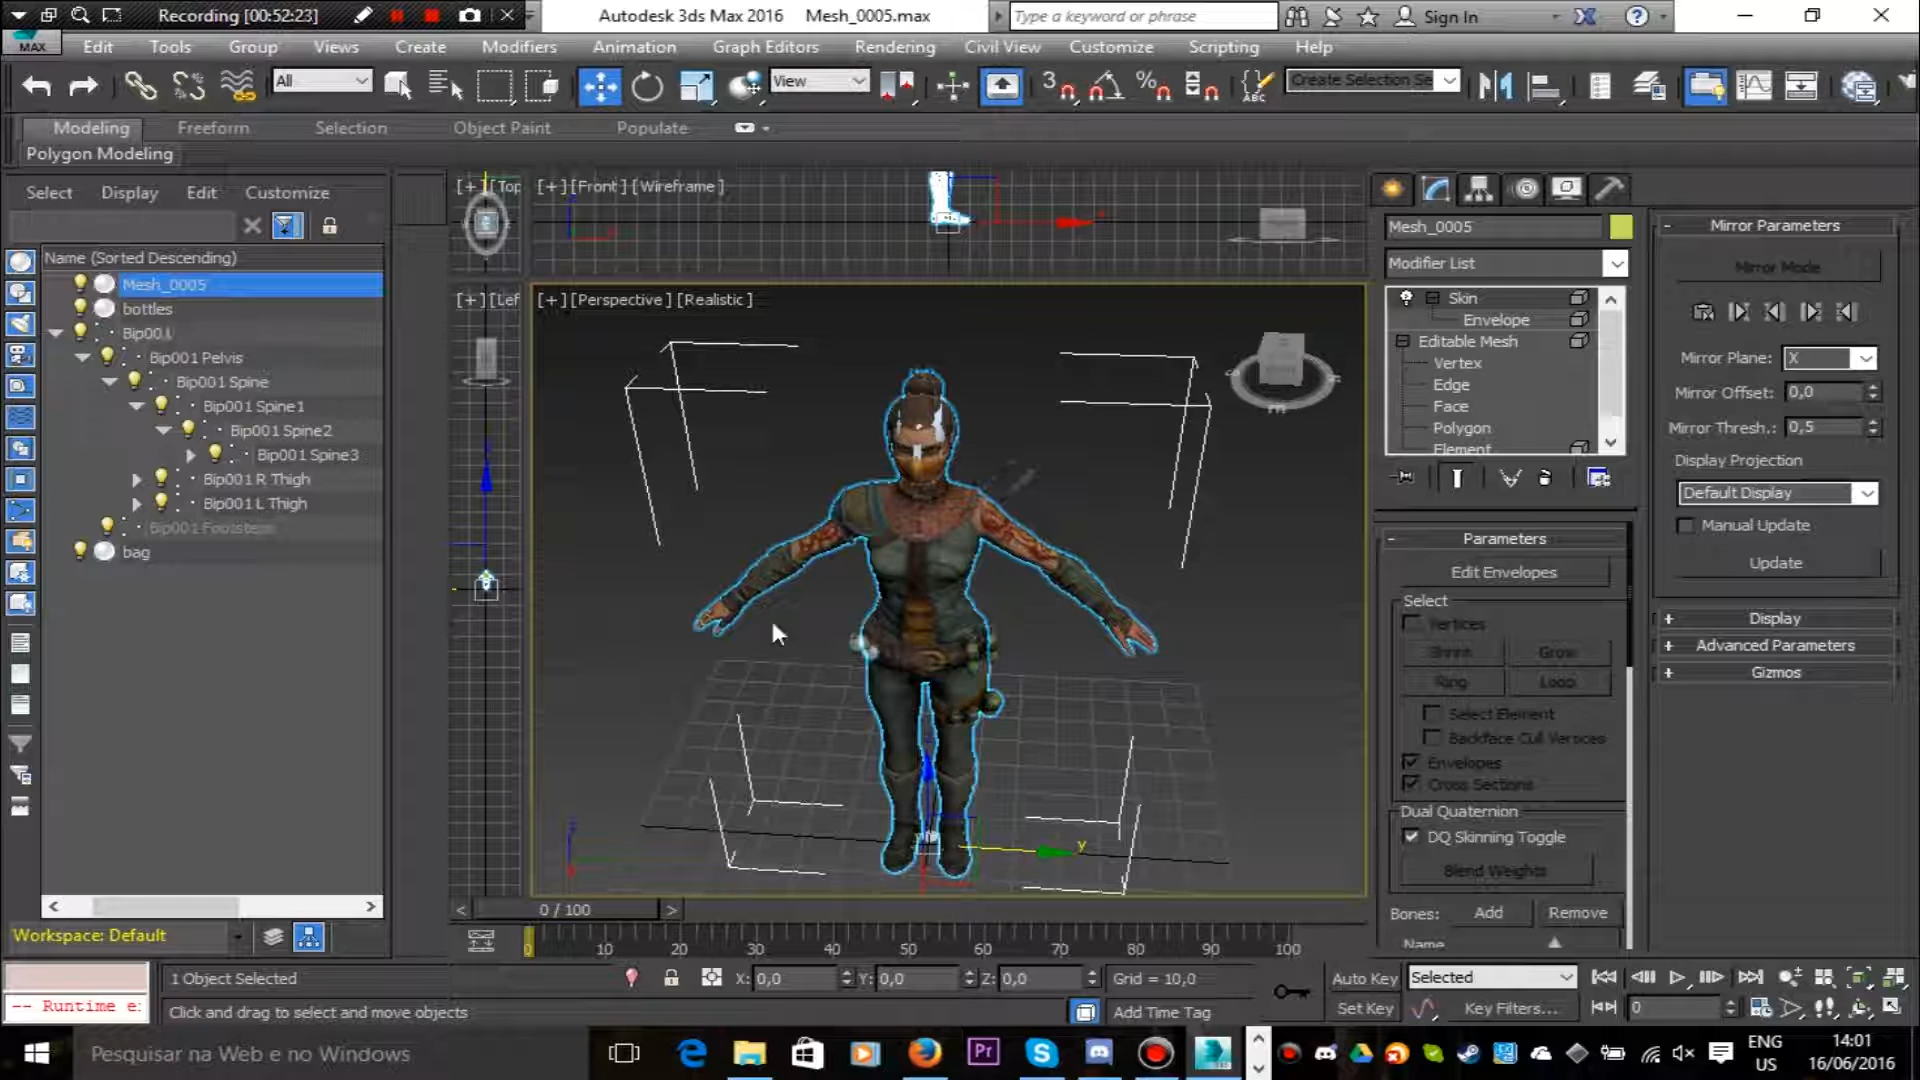 Recording [00:52:23]
Autodesk 3ds Max 2016 Mesh_0005.max
Type a keyword or phrase
Sign In
MAX
Edit Tools Group Views Create Modifiers Animation Graph Editors Rendering Civil View Customize Scripting Help
All
View
3
%
ABC
Create Selection Se
Modeling Freeform Selection Object Paint Populate
Polygon Modeling
Select Display Edit Customize
Name (Sorted Descending)
Mesh_0005
bottles
Bip001
Bip001 Pelvis
Bip001 Spine
Bip001 Spine1
Bip001 Spine2
Bip001 Spine3
Bip001 R Thigh
Bip001 L Thigh
Bip001 Footsteps
bag
Workspace: Default
[+] [Top
[+] [Front ] [Wireframe ]
[+] [Lef
[+] [Perspective ] [Realistic ]
z
y
0 / 100
0 10 20 30 40 50 60 70 80 90 100
Mesh_0005
Modifier List
Skin
Envelope
Editable Mesh
Vertex
Edge
Face
Polygon
Element
Parameters
Edit Envelopes
Select
Vertices
Shrink Grow
Ring Loop
Select Element
Backface Cull Vertices
Envelopes
Cross Sections
Dual Quaternion
DQ Skinning Toggle
Blend Weights
Bones: Add Remove
Name
Mirror Parameters
Mirror Mode
Mirror Plane: X
Mirror Offset: 0,0
Mirror Thresh.: 0,5
Display Projection
Default Display
Manual Update
Update
Display
Advanced Parameters
Gizmos
-- Runtime e:
1 Object Selected
Click and drag to select and move objects
X: 0,0 Y: 0,0 Z: 0,0
Grid = 10,0
Add Time Tag
Auto Key Selected
Set Key Key Filters...
0
Pesquisar na Web e no Windows
Pr
ENG
US
14:01
16/06/2016